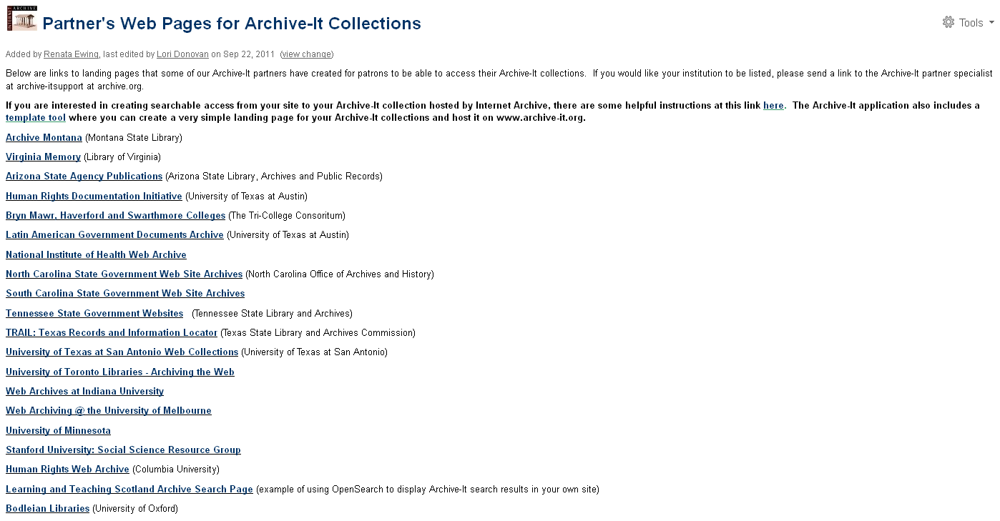 INTERNET ARCHIVE
Partner's Web Pages for Archive-It Collections
Tools
Added by Renata Ewing, last edited by Lori Donovan on Sep 22, 2011 (view change)
Below are links to landing pages that some of our Archive-It partners have created for patrons to be able to access their Archive-It collections. If you would like your institution to be listed, please send a link to the Archive-It partner specialist
at archive-itsupport at archive.org.
If you are interested in creating searchable access from your site to your Archive-It collection hosted by Internet Archive, there are some helpful instructions at this link here. The Archive-It application also includes a
template tool where you can create a very simple landing page for your Archive-It collections and host it on www.archive-it.org.
Archive Montana (Montana State Library)
Virginia Memory (Library of Virginia)
Arizona State Agency Publications (Arizona State Library, Archives and Public Records)
Human Rights Documentation Initiative (University of Texas at Austin)
Bryn Mawr, Haverford and Swarthmore Colleges (The Tri-College Consoritum)
Latin American Government Documents Archive (University of Texas at Austin)
National Institute of Health Web Archive
North Carolina State Government Web Site Archives (North Carolina Office of Archives and History)
South Carolina State Government Web Site Archives
Tennessee State Government Websites (Tennessee State Library and Archives)
TRAIL: Texas Records and Information Locator (Texas State Library and Archives Commission)
University of Texas at San Antonio Web Collections (University of Texas at San Antonio)
University of Toronto Libraries - Archiving the Web
Web Archives at Indiana University
Web Archiving @ the University of Melbourne
University of Minnesota
Stanford University: Social Science Resource Group
Human Rights Web Archive (Columbia University)
Learning and Teaching Scotland Archive Search Page (example of using OpenSearch to display Archive-It search results in your own site)
Bodleian Libraries (University of Oxford)